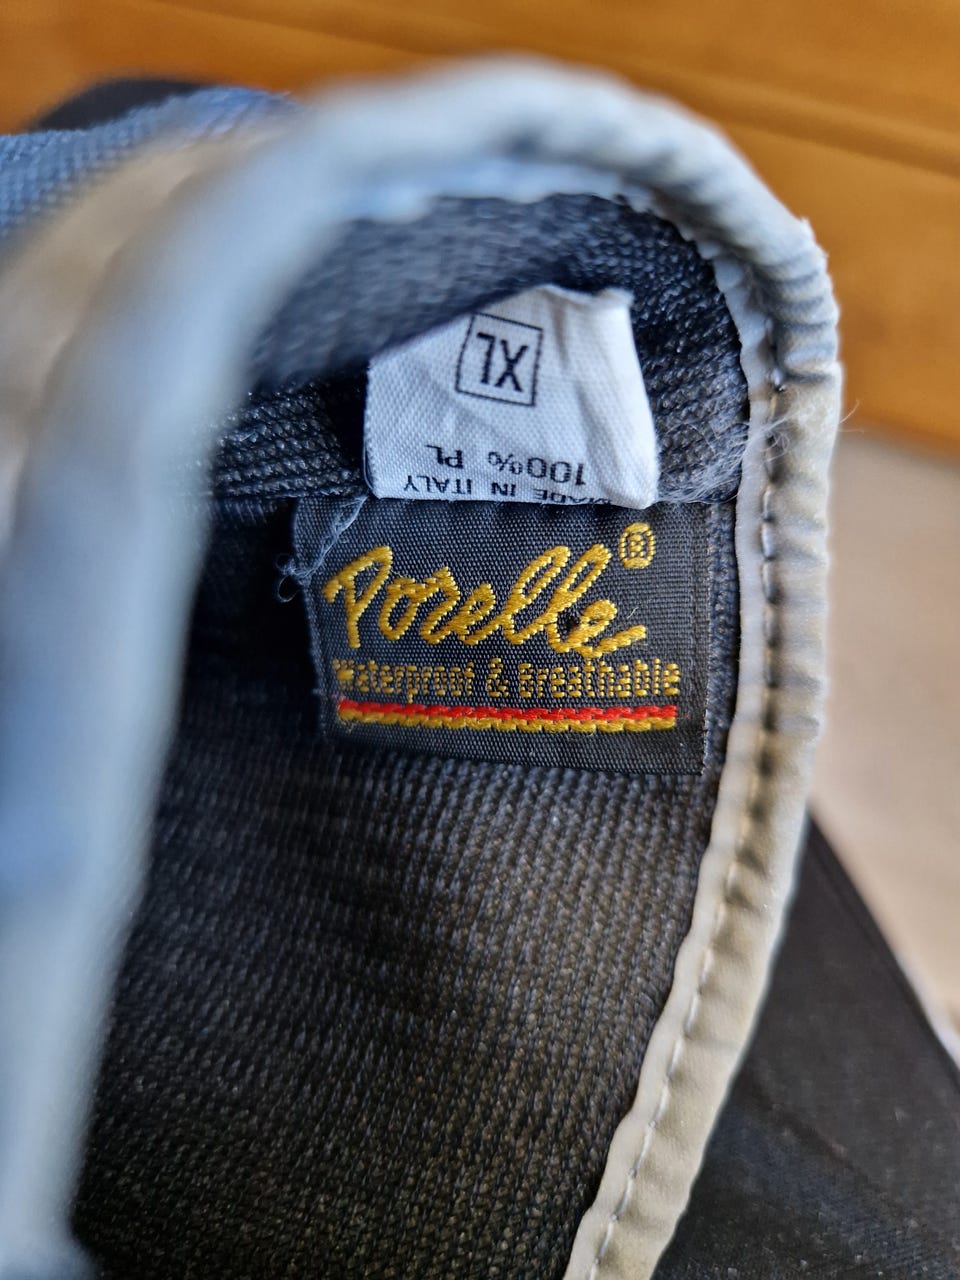 XL
100% PL
MADE IN ITALY
Porelle®
Waterproof & Breathable